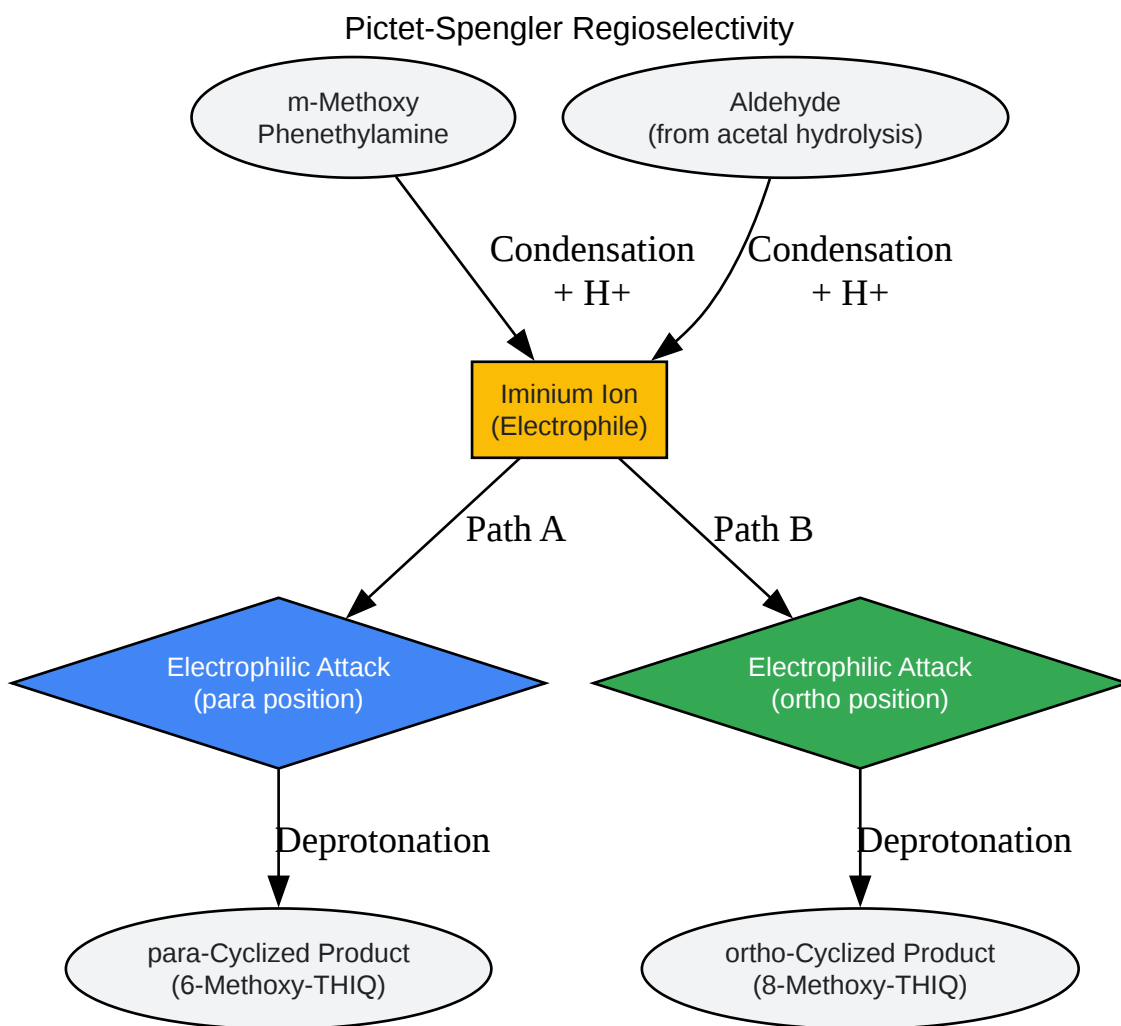 Pictet-Spengler Regioselectivity
m-Methoxy
Phenethylamine
Aldehyde
(from acetal hydrolysis)
Condensation
+ H+
Condensation
+ H+
Iminium Ion
(Electrophile)
Path A
Path B
Electrophilic Attack
(para position)
Electrophilic Attack
(ortho position)
Deprotonation
Deprotonation
para-Cyclized Product
(6-Methoxy-THIQ)
ortho-Cyclized Product
(8-Methoxy-THIQ)